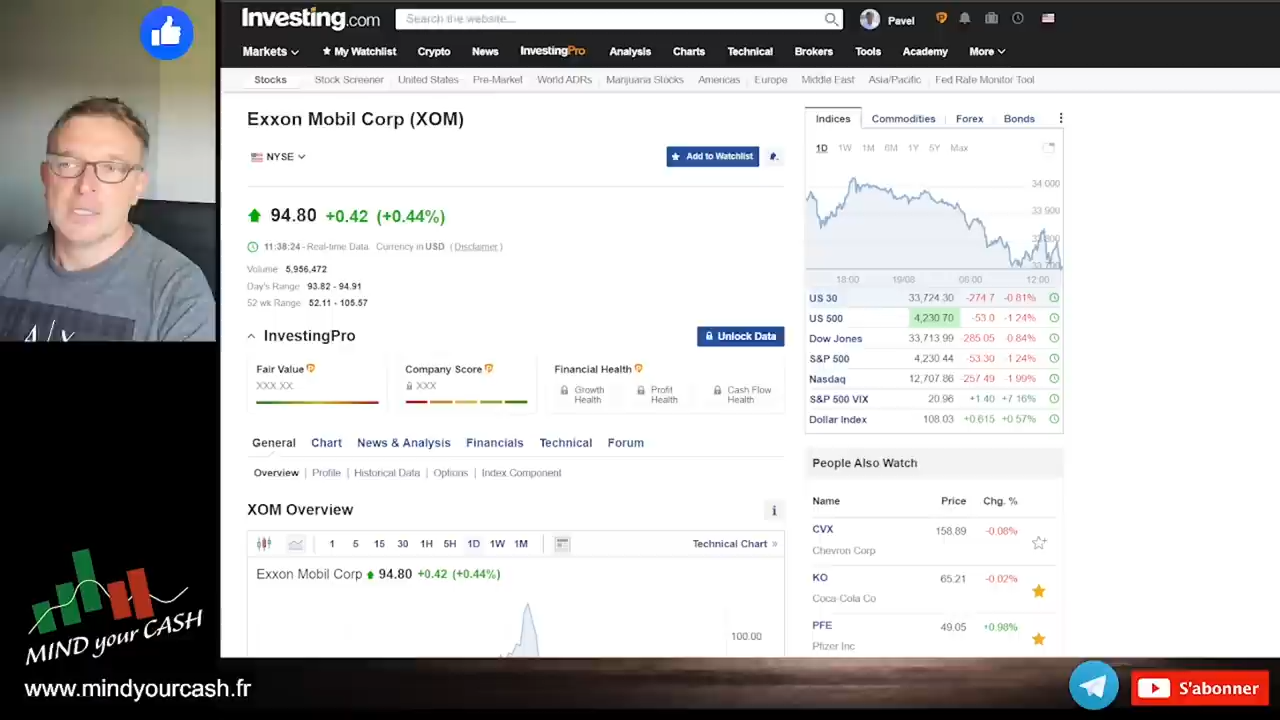 Investing.com
Search the website...
Pavel
Markets
My Watchlist
Crypto
News
InvestingPro
Analysis
Charts
Technical
Brokers
Tools
Academy
More
Stocks
Stock Screener
United States
Pre-Market
World ADRs
Marijuana Stocks
Americas
Europe
Middle East
Asia/Pacific
Fed Rate Monitor Tool
Exxon Mobil Corp (XOM)
NYSE
Add to Watchlist
94.80 +0.42 (+0.44%)
11:38:24 - Real-time Data. Currency in USD ( Disclaimer )
Volume 5,956,472
Day's Range 93.82 - 94.91
52 wk Range 52.11 - 105.57
InvestingPro
Unlock Data
Fair Value
XXX.XX
Company Score
XXX
Financial Health
Growth Health
Profit Health
Cash Flow Health
General
Chart
News & Analysis
Financials
Technical
Forum
Overview | Profile | Historical Data | Options | Index Component
XOM Overview
i
1 5 15 30 1H 5H 1D 1W 1M
Technical Chart »
Exxon Mobil Corp 94.80 +0.42 (+0.44%)
100.00
Indices
Commodities
Forex
Bonds
1D 1W 1M 6M 1Y 5Y Max
34 000
33 900
33 800
33 700
18:00 19/08 06:00 12:00
US 30 33,724.30 -274.7 -0.81%
US 500 4,230.70 -53.0 -1.24%
Dow Jones 33,713.99 -285.05 -0.84%
S&P 500 4,230.44 -53.30 -1.24%
Nasdaq 12,707.86 -257.49 -1.99%
S&P 500 VIX 20.96 +1.40 +7.16%
Dollar Index 108.03 +0.615 +0.57%
People Also Watch
Name Price Chg. %
CVX 158.89 -0.08%
Chevron Corp
KO 65.21 -0.02%
Coca-Cola Co
PFE 49.05 +0.98%
Pfizer Inc
MIND your CASH
www.mindyourcash.fr
S'abonner